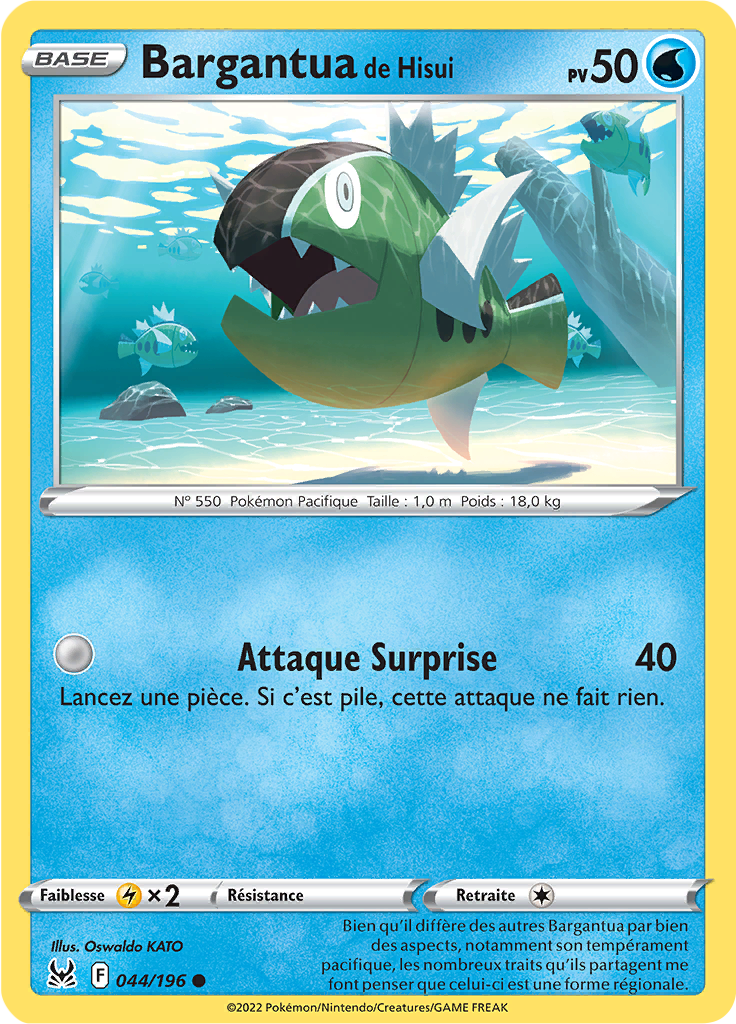 BASE
Bargantua de Hisui
PV 50
N° 550 Pokémon Pacifique Taille : 1,0 m Poids : 18,0 kg
Attaque Surprise 40
Lancez une pièce. Si c'est pile, cette attaque ne fait rien.
Faiblesse ×2 Résistance Retraite
Illus. Oswaldo KATO
Bien qu'il diffère des autres Bargantua par bien
des aspects, notamment son tempérament
pacifique, les nombreux traits qu'ils partagent me
font penser que celui-ci est une forme régionale.
F 044/196
©2022 Pokémon/Nintendo/Creatures/GAME FREAK